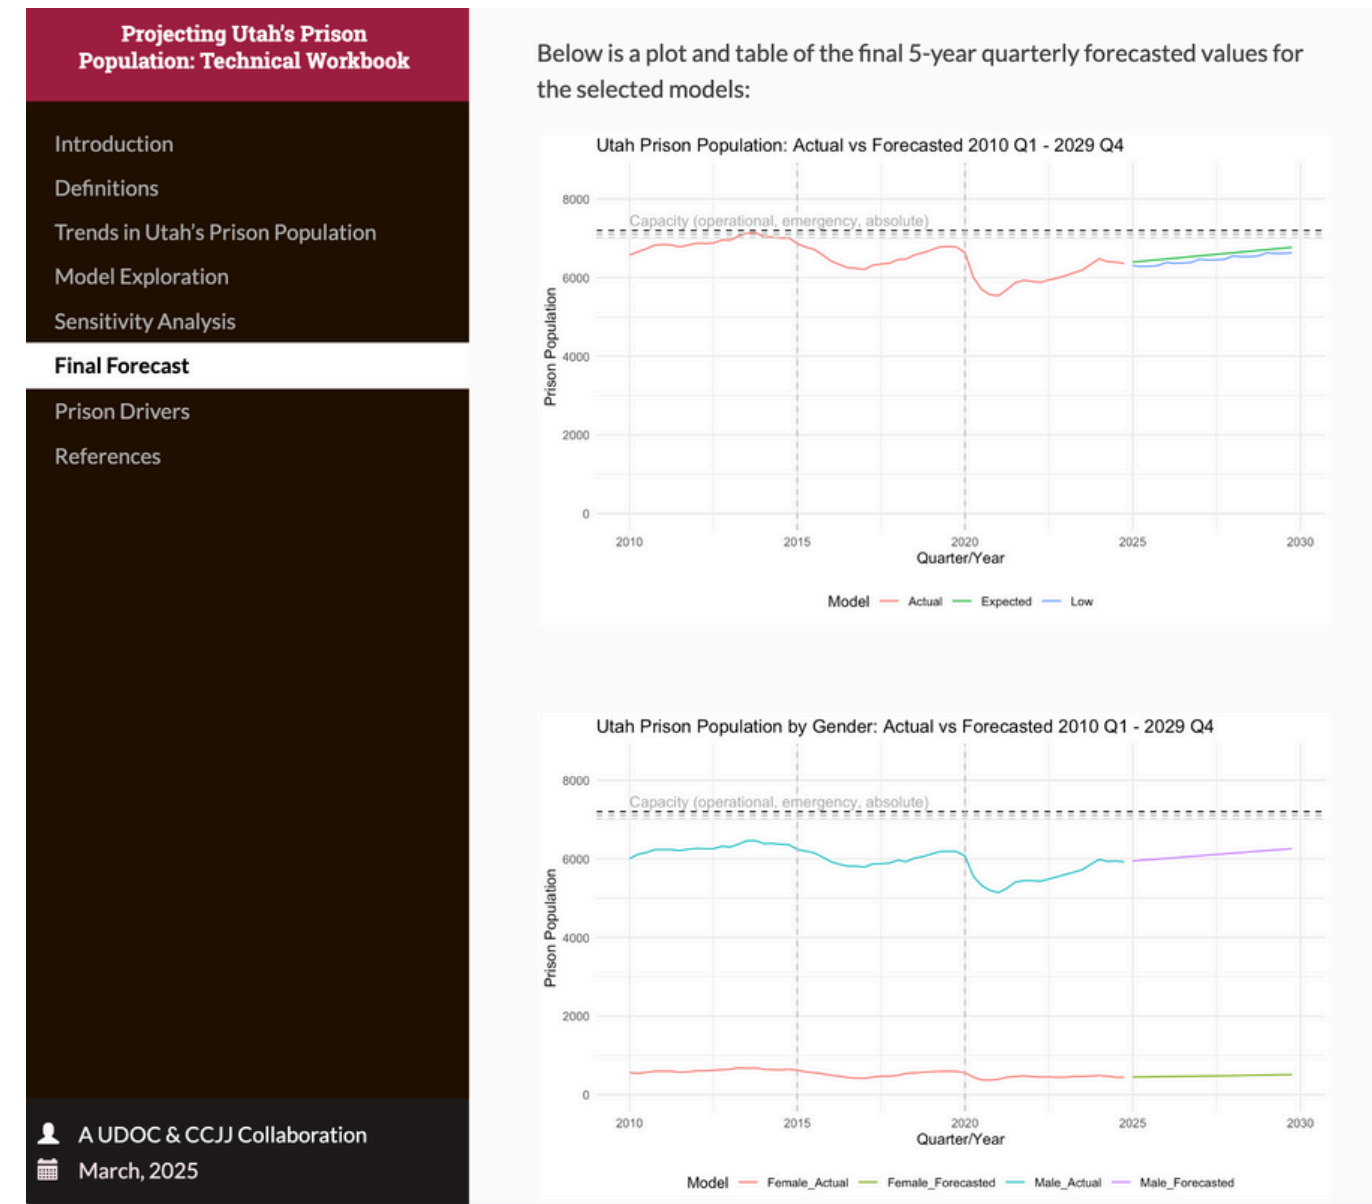 Projecting Utah's Prison
Population: Technical Workbook
Introduction
Definitions
Trends in Utah's Prison Population
Model Exploration
Sensitivity Analysis
Final Forecast
Prison Drivers
References
A UDOC & CCJJ Collaboration
March, 2025
Below is a plot and table of the final 5-year quarterly forecasted values for
the selected models:
Utah Prison Population: Actual vs Forecasted 2010 Q1 - 2029 Q4
8000
Capacity (operational, emergency, absolute)
6000
4000
2000
0
Prison Population
2010
2015
2020
2025
2030
Quarter/Year
Model Actual Expected Low
Utah Prison Population by Gender: Actual vs Forecasted 2010 Q1 - 2029 Q4
8000
Capacity (operational, emergency, absolute)
6000
4000
2000
0
Prison Population
2010
2015
2020
2025
2030
Quarter/Year
Model Female_Actual Female_Forecasted Male_Actual Male_Forecasted